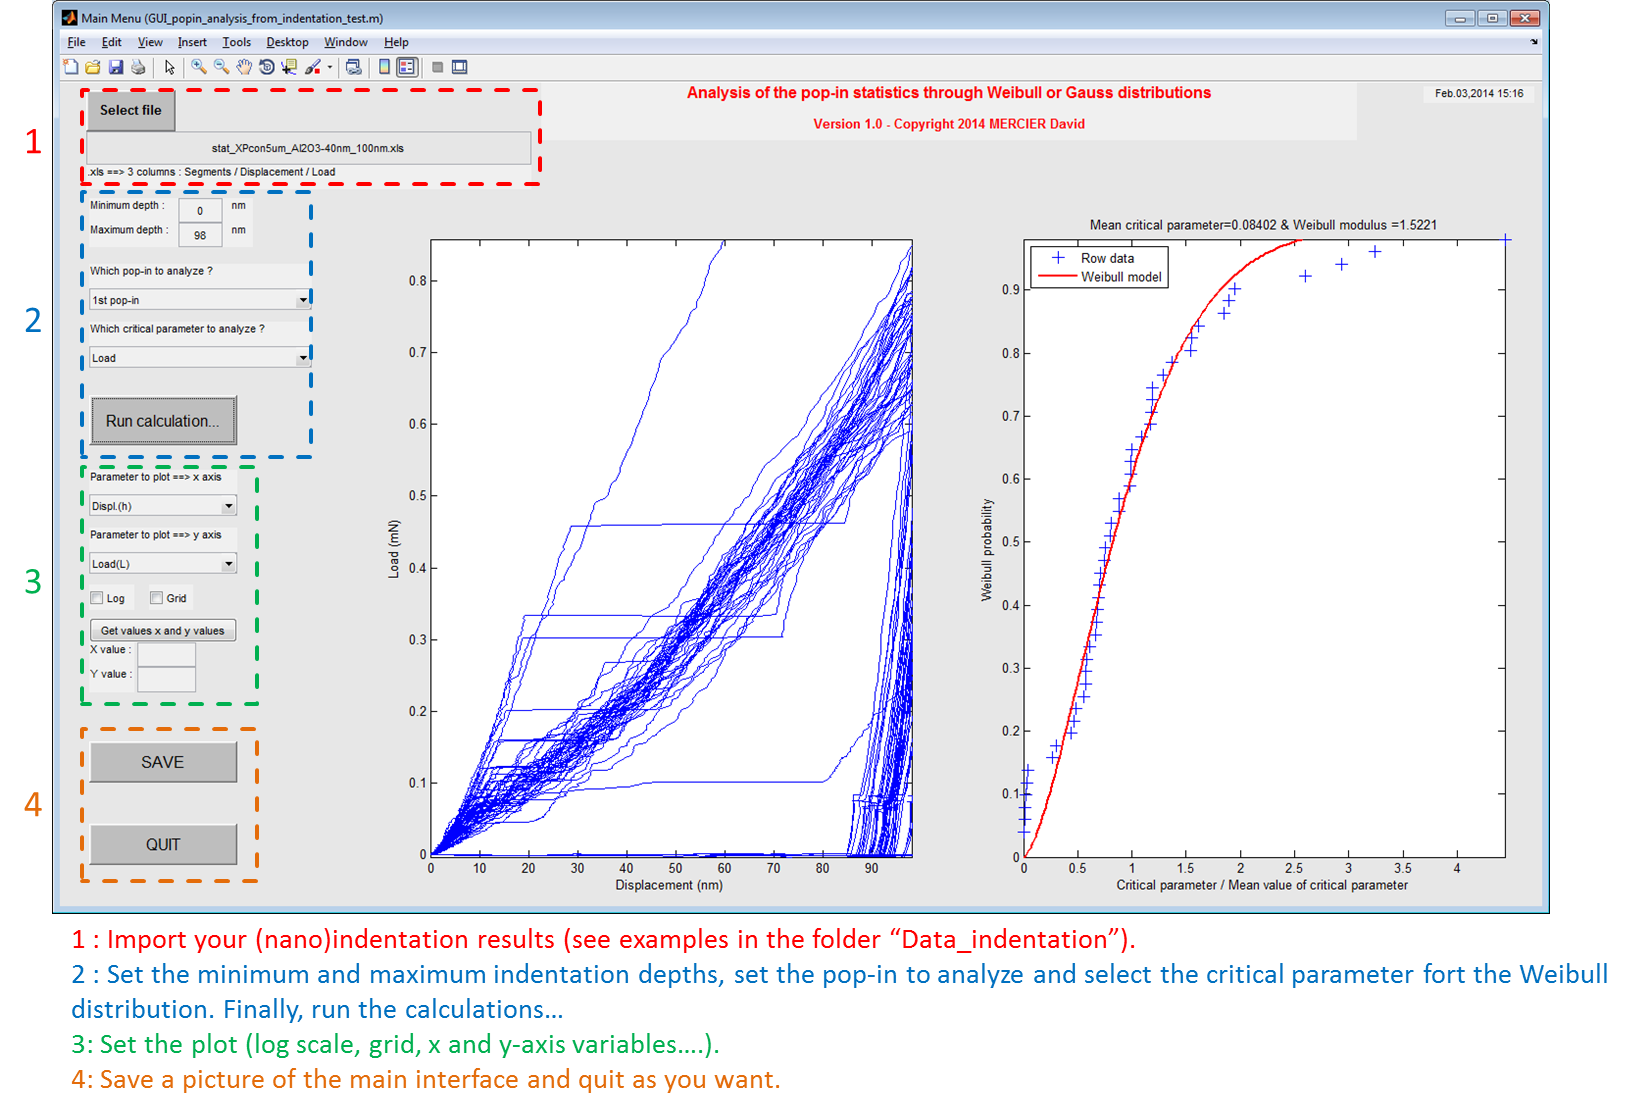 Main Menu (GUI_popin_analysis_from_indentation_test.m)
File Edit View Insert Tools Desktop Window Help
Select file
Analysis of the pop-in statistics through Weibull or Gauss distributions
Feb.03,2014 15:16
Version 1.0 - Copyright 2014 MERCIER David
1
stat_XPcon5um_Al2O3-40nm_100nm.xls
.xls ==> 3 columns : Segments / Displacement / Load
Minimum depth : 0 nm
Maximum depth : 98 nm
Which pop-in to analyze ?
1st pop-in
2
Which critical parameter to analyze ?
Load
Run calculation...
Parameter to plot ==> x axis
Displ.(h)
Parameter to plot ==> y axis
Load(L)
3
Log Grid
Get values x and y values
X value :
Y value :
SAVE
4
QUIT
0.8
0.7
0.6
0.5
0.4
0.3
0.2
0.1
0
Load (mN)
0 10 20 30 40 50 60 70 80 90
Displacement (nm)
Mean critical parameter=0.08402 & Weibull modulus =1.5221
Row data
Weibull model
0.9
0.8
0.7
0.6
0.5
0.4
0.3
0.2
0.1
0
Weibull probability
0 0.5 1 1.5 2 2.5 3 3.5 4
Critical parameter / Mean value of critical parameter
1 : Import your (nano)indentation results (see examples in the folder “Data_indentation”).
2 : Set the minimum and maximum indentation depths, set the pop-in to analyze and select the critical parameter fort the Weibull
distribution. Finally, run the calculations…
3: Set the plot (log scale, grid, x and y-axis variables….).
4: Save a picture of the main interface and quit as you want.